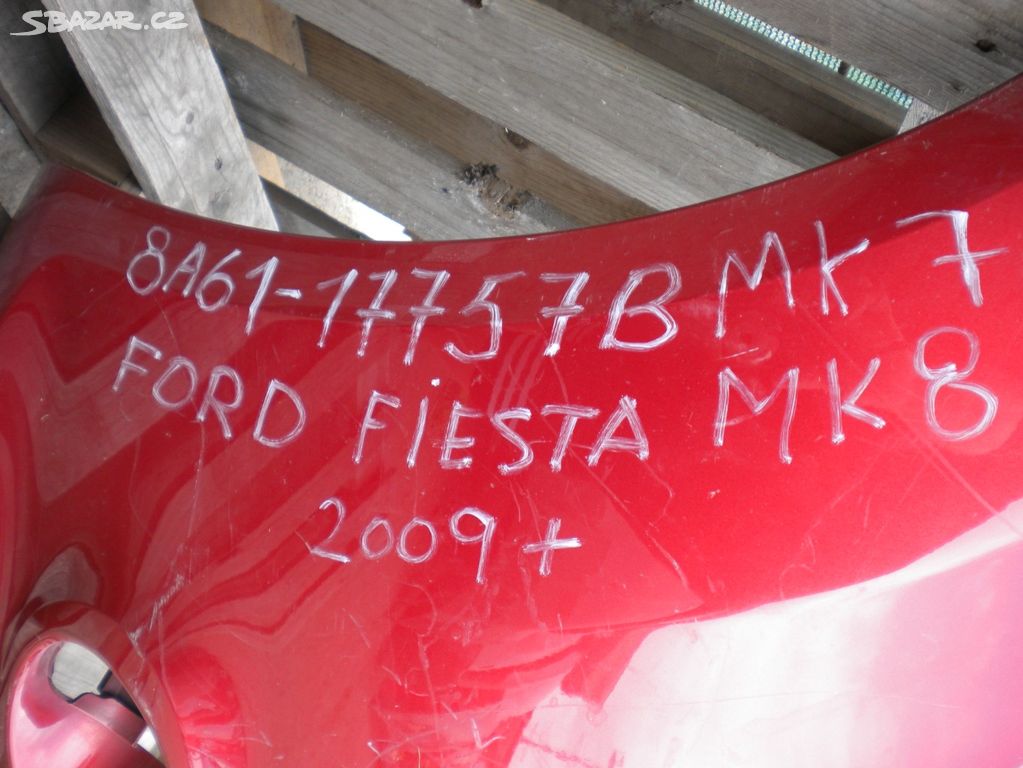 SBAZAR.CZ
8A61-17757B MK7
FORD FIESTA MK8
2009+